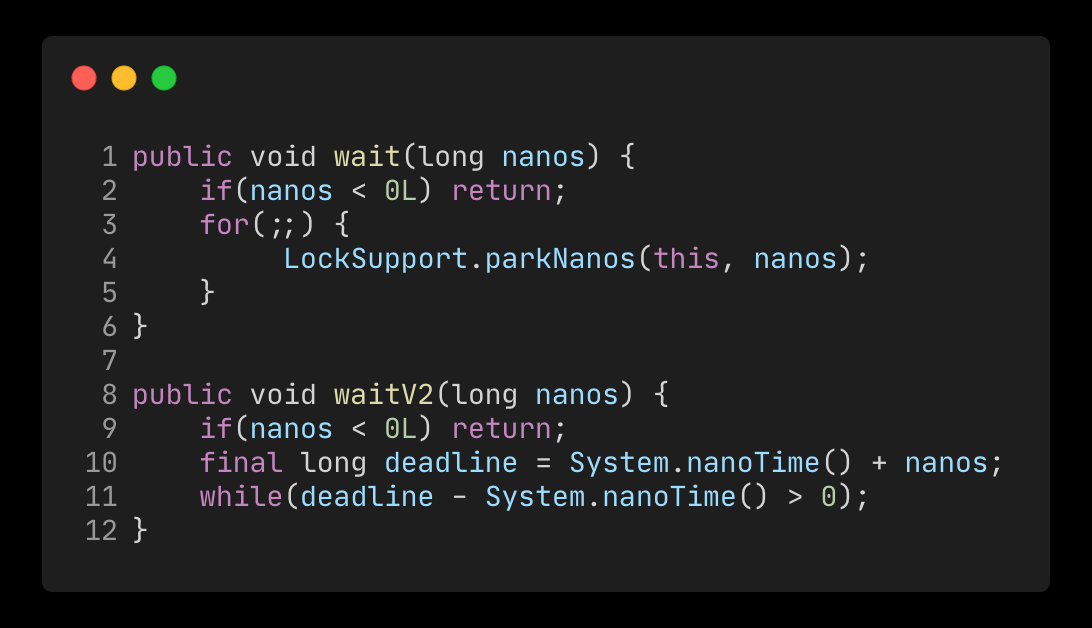 1 public void wait(long nanos) {
2     if(nanos < 0L) return;
3     for(;;) {
4          LockSupport.parkNanos(this, nanos);
5     }
6 }
7
8 public void waitV2(long nanos) {
9     if(nanos < 0L) return;
10     final long deadline = System.nanoTime() + nanos;
11     while(deadline - System.nanoTime() > 0);
12 }